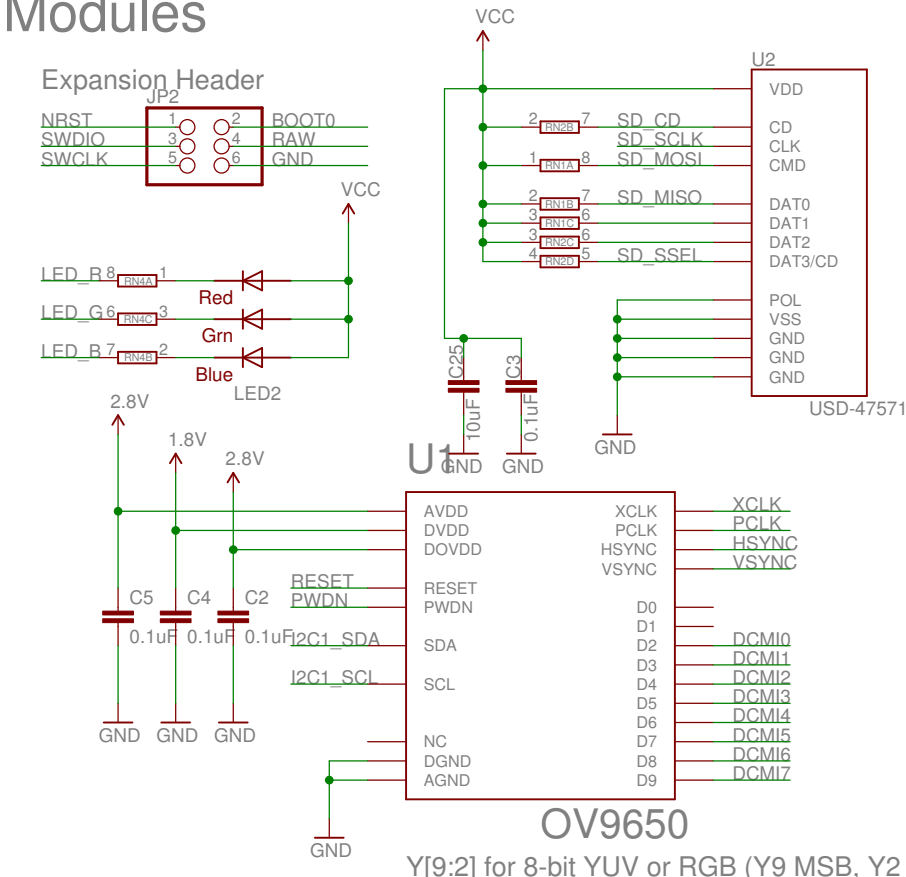 Modules
VCC
Expansion Header
JP2
NRST 1 2 BOOT0
SWDIO 3 4 RAW
SWCLK 5 6 GND
VCC
LED_R 8 RN4A 1
Red
LED_G 6 RN4C 3
Grn
LED_B 7 RN4B 2
Blue
LED2
U2
VDD
2 RN2B 7 SD_CD CD
SD_SCLK CLK
1 RN1A 8 SD_MOSI CMD
2 RN1B 7 SD_MISO DAT0
3 RN1C 6 DAT1
3 RN2C 6 DAT2
4 RN2D 5 SD_SSEL DAT3/CD
POL
VSS
GND
GND
GND
USD-47571
C25
10uF
C3
0.1uF
GND
GND
GND
2.8V
1.8V
2.8V
C5
0.1uF
C4
0.1uF
C2
0.1uF
GND
GND
GND
U1
AVDD
DVDD
DOVDD
RESET RESET
PWDN PWDN
I2C1_SDA SDA
I2C1_SCL SCL
NC
DGND
AGND
GND
XCLK XCLK
PCLK PCLK
HSYNC HSYNC
VSYNC VSYNC
D0
D1
D2 DCMI0
D3 DCMI1
D4 DCMI2
D5 DCMI3
D6 DCMI4
D7 DCMI5
D8 DCMI6
D9 DCMI7
OV9650
Y[9:2] for 8-bit YUV or RGB (Y9 MSB, Y2